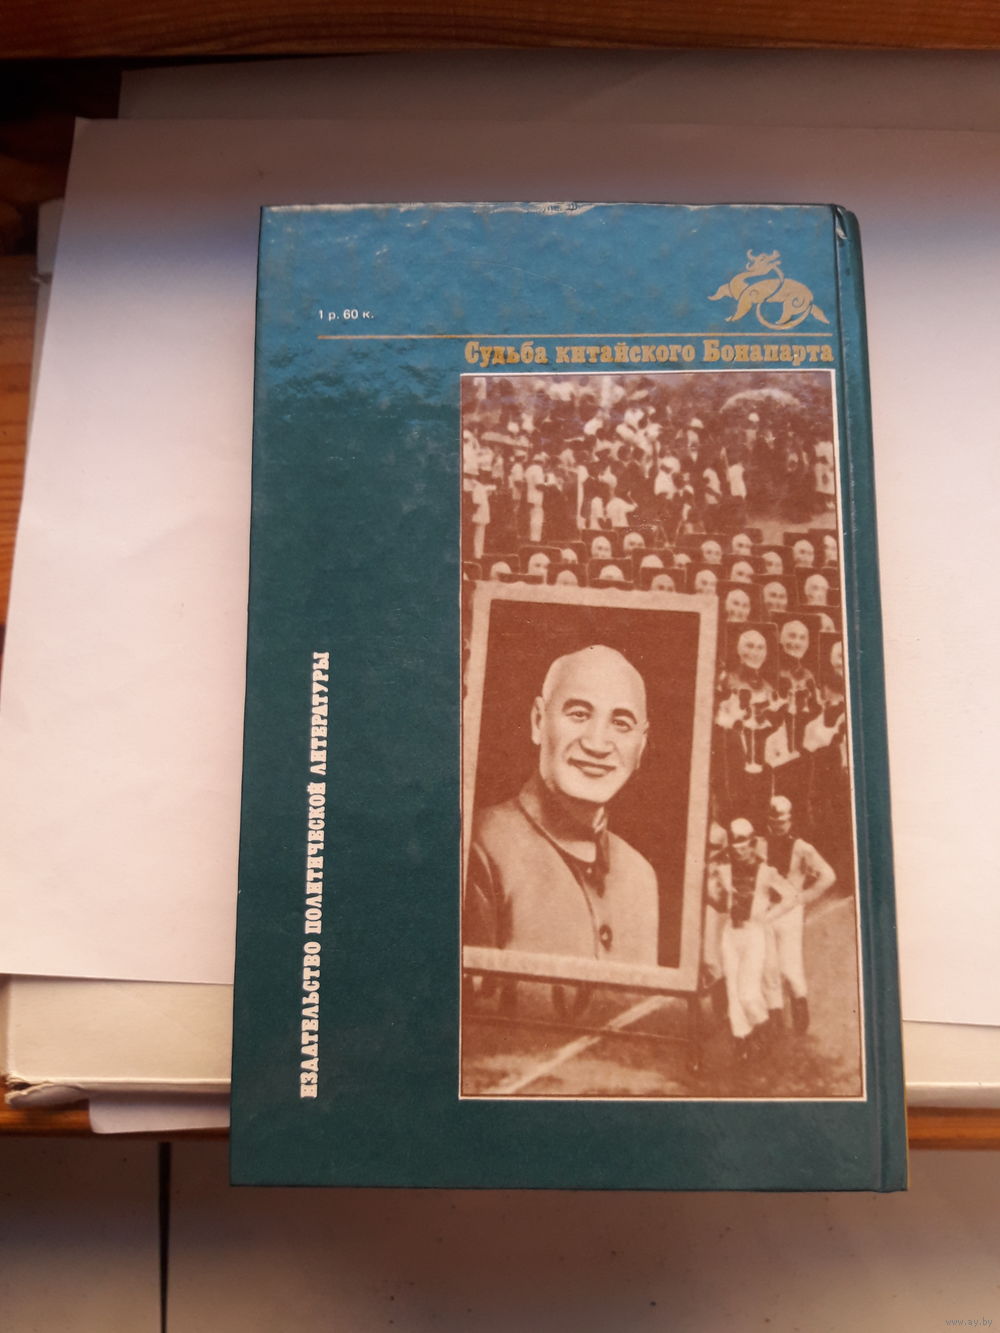 1 р. 60 к.
Судьба китайского Бонапарта
ИЗДАТЕЛЬСТВО ПОЛИТИЧЕСКОЙ ЛИТЕРАТУРЫ
www.ay.by